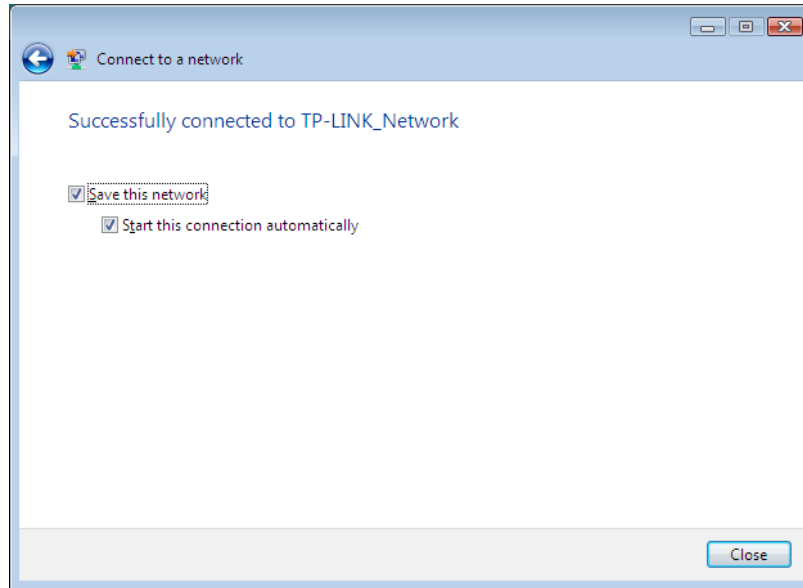 Connect to a network
Successfully connected to TP-LINK_Network
Save this network
Start this connection automatically
Close